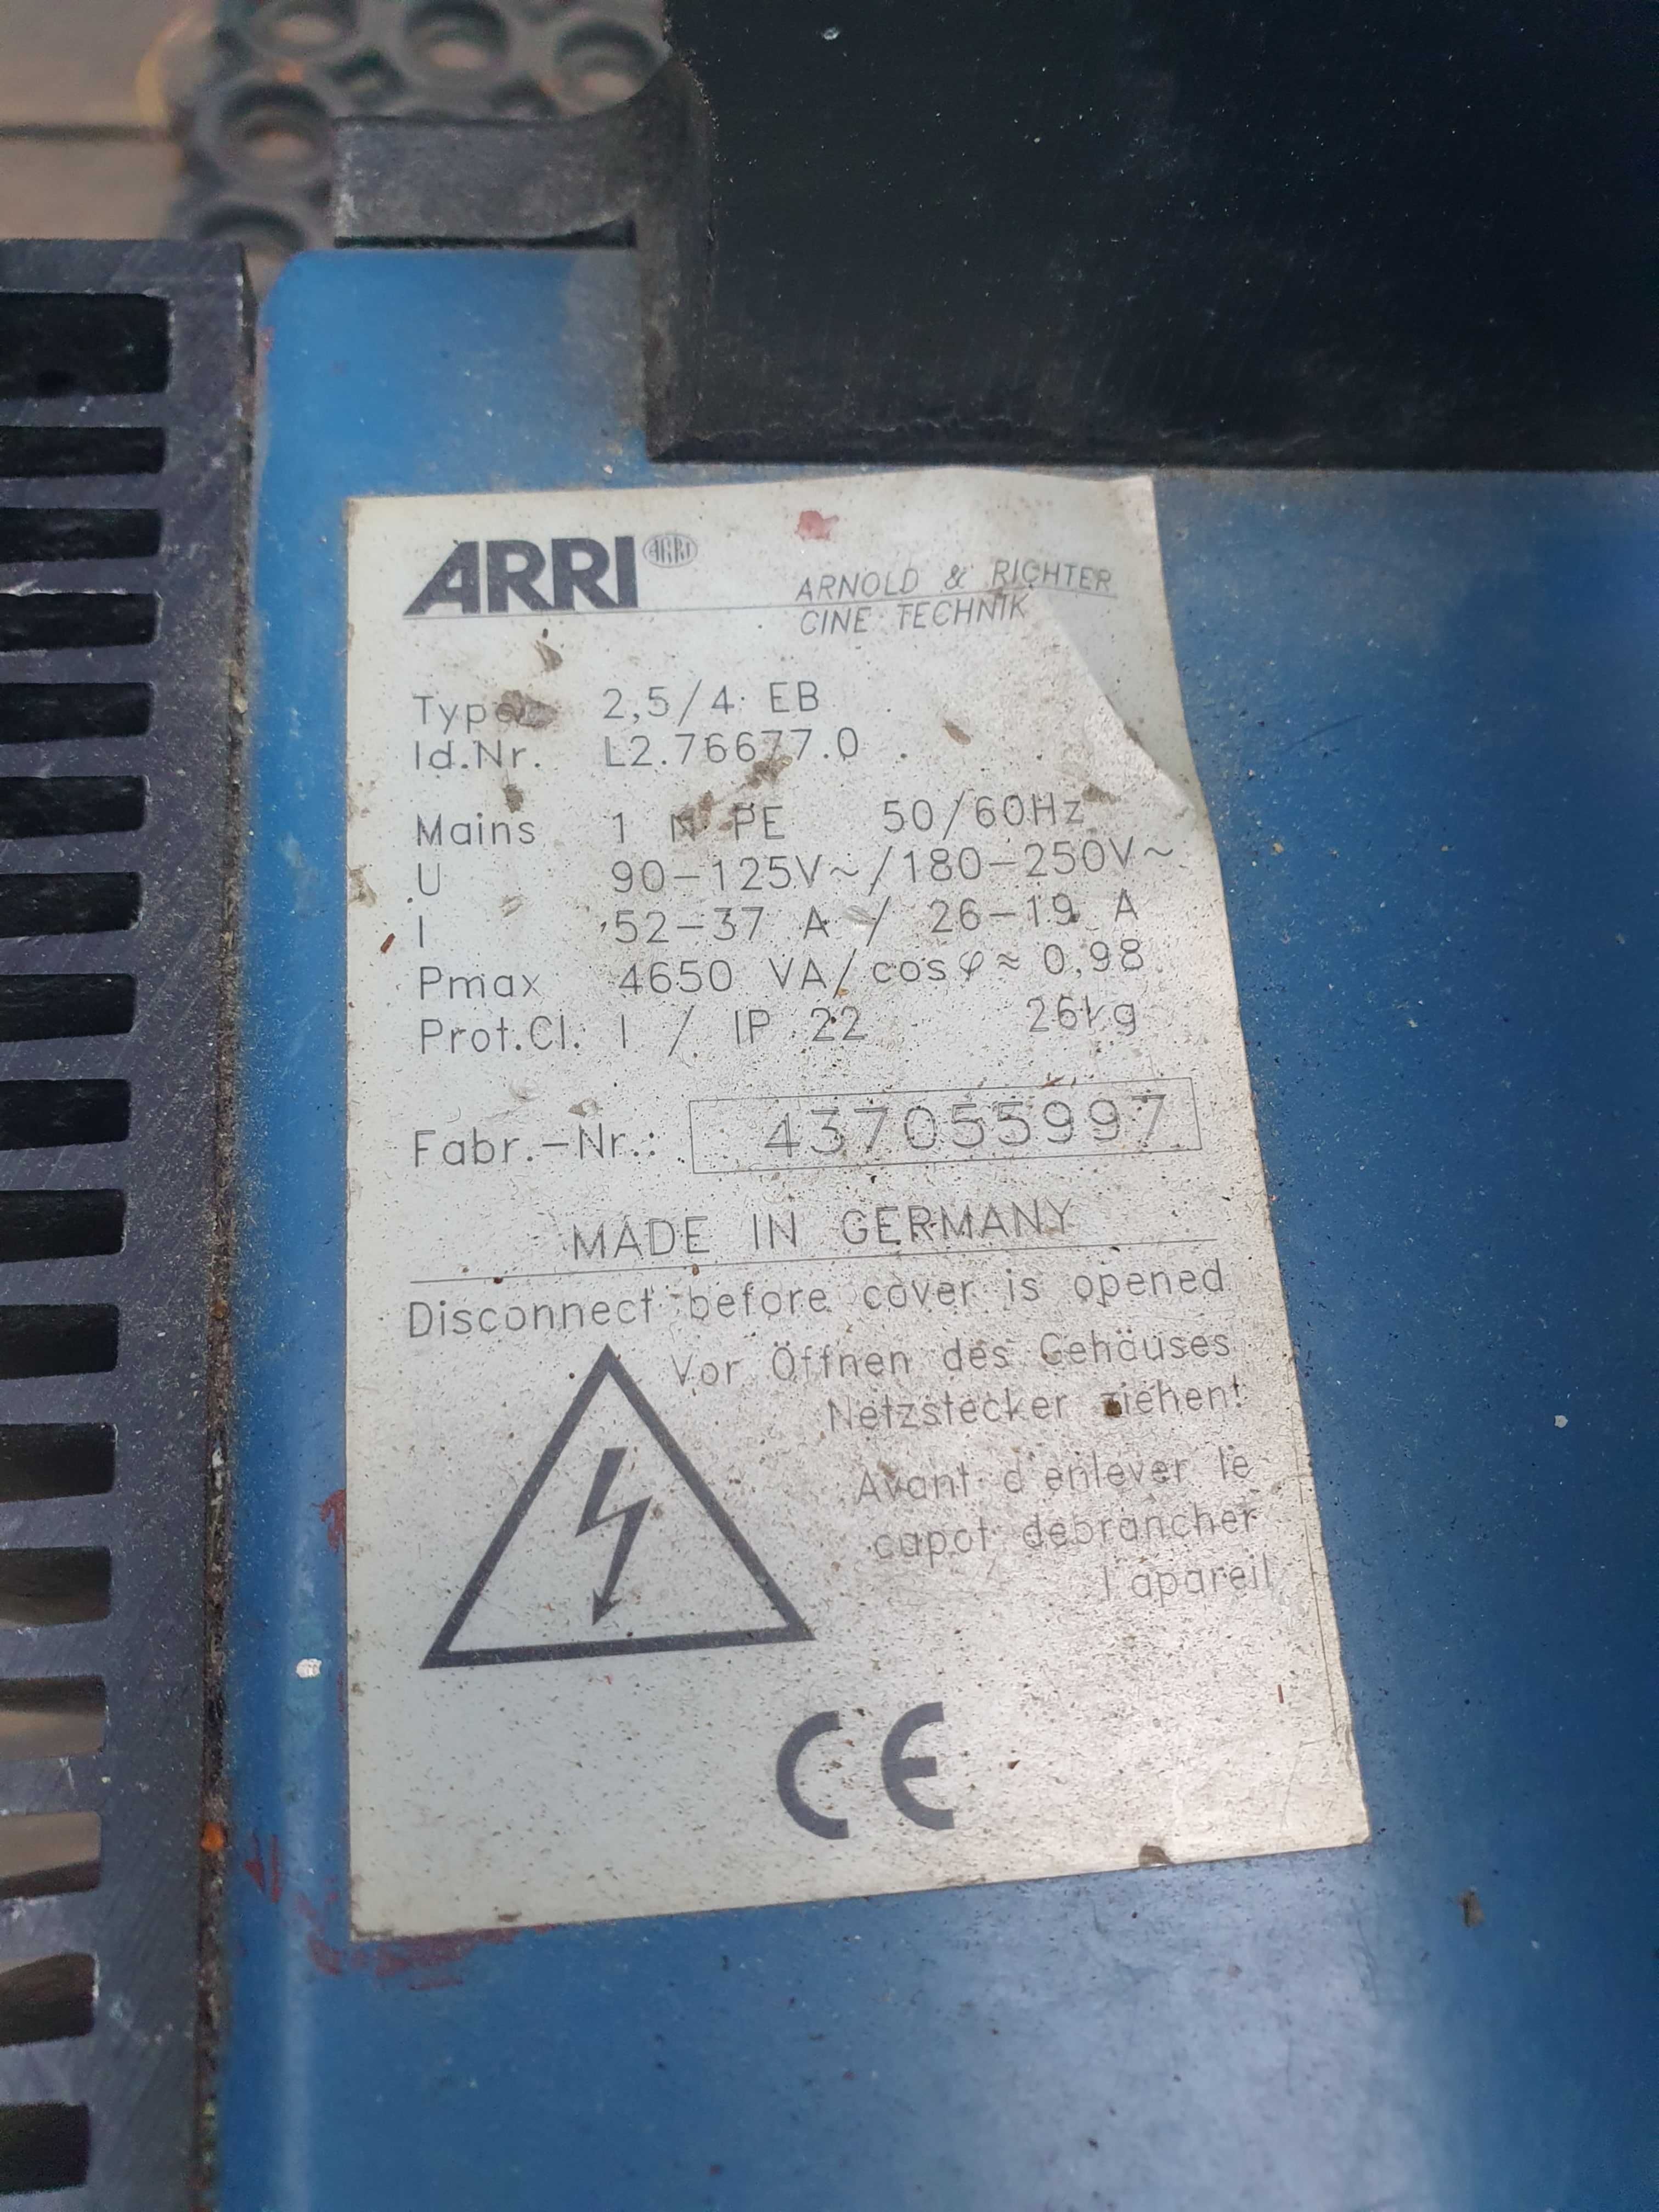 ARRI ARRI
ARNOLD & RICHTER
CINE TECHNIK
Type 2,5/4 EB
Id.Nr. L2.76677.0
Mains 1 N PE 50/60Hz
U 90-125V~/180-250V~
I 52-37 A / 26-19 A
Pmax 4650 VA/cosφ≈0,98
Prot.Cl. I / IP 22 26kg
Fabr.-Nr.: 437055997
MADE IN GERMANY
Disconnect before cover is opened
Vor Öffnen des Gehäuses
Netzstecker ziehen!
Avant d'enlever le
capot debrancher
l'apareil
CE